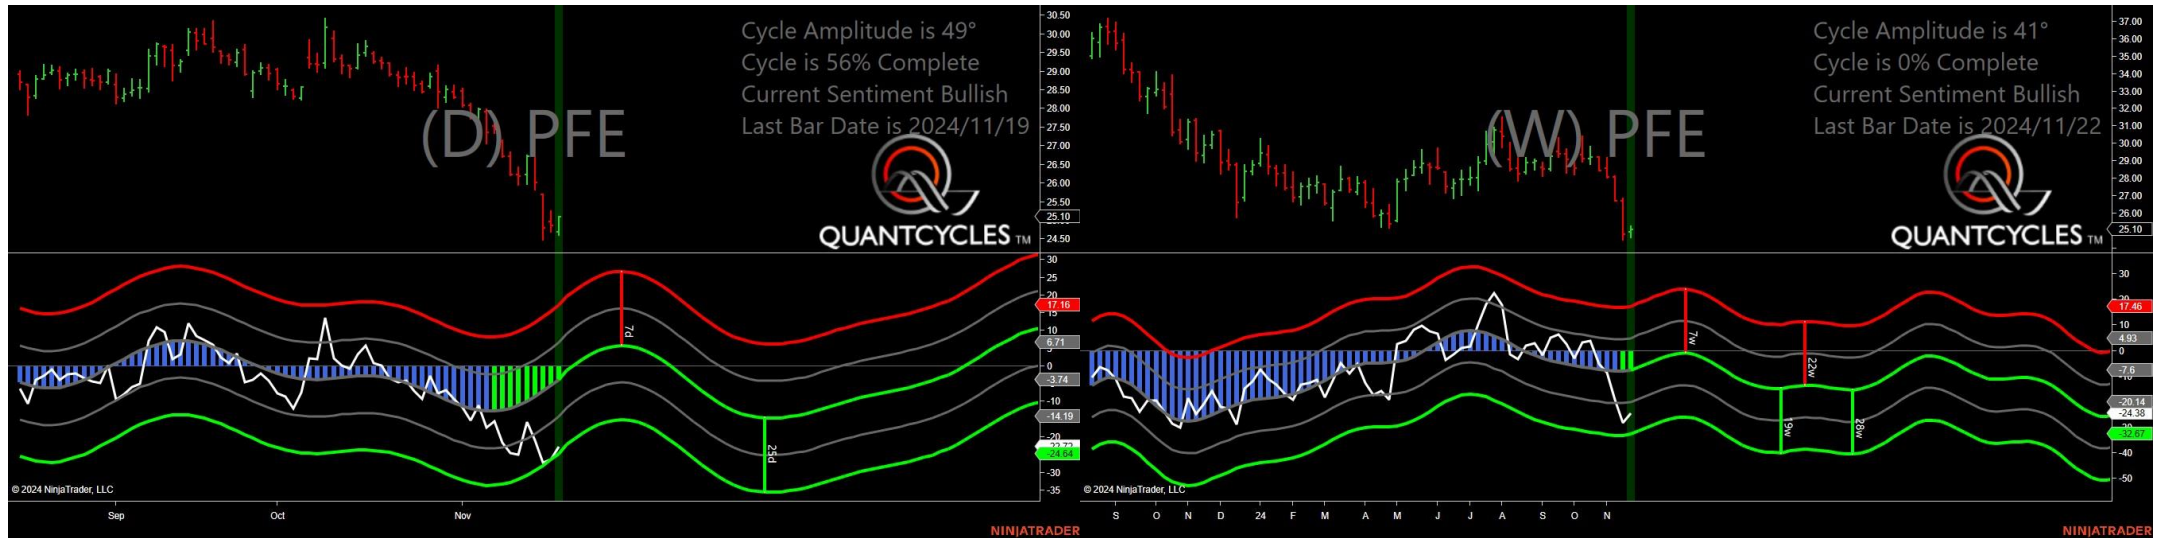 Cycle Amplitude is 49°
Cycle is 56% Complete
Current Sentiment Bullish
Last Bar Date is 2024/11/19
(D) PFE
QUANTCYCLES TM
30.50
30.00
29.50
29.00
28.50
28.00
27.50
27.00
26.50
26.00
25.50
25.10
24.50
30
25
20
17.16
15
10
6.71
5
0
-3.74
-10
-14.19
-20
-22.72
-24.64
-30
-35
7d
25d
© 2024 NinjaTrader, LLC
Sep
Oct
Nov
NINJATRADER
Cycle Amplitude is 41°
Cycle is 0% Complete
Current Sentiment Bullish
Last Bar Date is 2024/11/22
(W) PFE
QUANTCYCLES TM
37.00
36.00
35.00
34.00
33.00
32.00
31.00
30.00
29.00
28.00
27.00
26.00
25.10
30
20
17.46
10
4.93
0
-7.6
-10
-20.14
-24.38
-32.67
-40
-50
7w
22w
19w
28w
© 2024 NinjaTrader, LLC
S
O
N
D
24
F
M
A
M
J
J
A
S
O
N
NINJATRADER